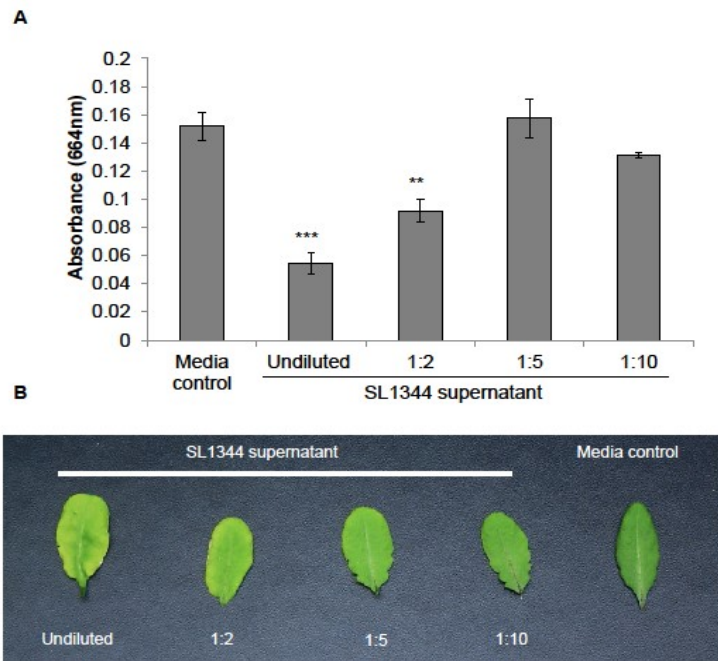 A
Absorbance (664nm)
0.2
0.18
0.16
0.14
0.12
0.1
0.08
0.06
0.04
0.02
0
***
**
Media control
Undiluted
1:2
1:5
1:10
SL1344 supernatant
B
SL1344 supernatant
Media control
Undiluted
1:2
1:5
1:10